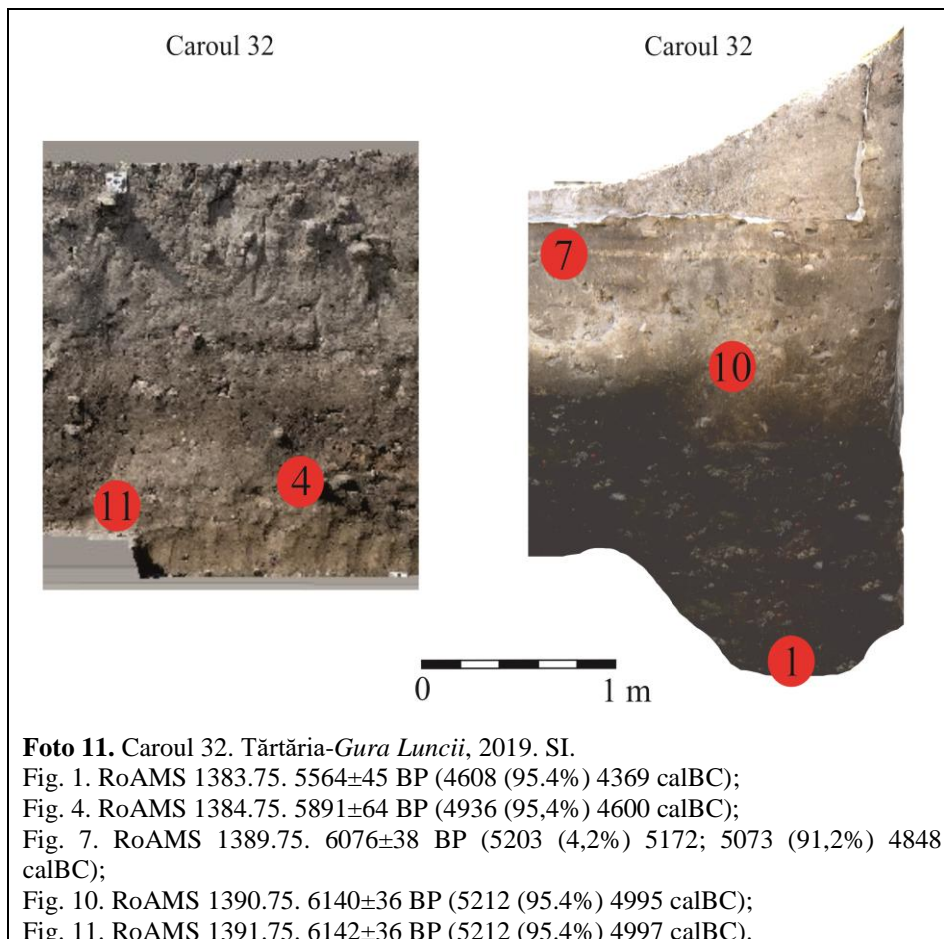 Caroul 32
Caroul 32
7
10
11
4
1
0 1 m
Foto 11. Caroul 32. Tărtăria-Gura Luncii, 2019. SI.
Fig. 1. RoAMS 1383.75. 5564±45 BP (4608 (95.4%) 4369 calBC);
Fig. 4. RoAMS 1384.75. 5891±64 BP (4936 (95,4%) 4600 calBC);
Fig. 7. RoAMS 1389.75. 6076±38 BP (5203 (4,2%) 5172; 5073 (91,2%) 4848
calBC);
Fig. 10. RoAMS 1390.75. 6140±36 BP (5212 (95.4%) 4995 calBC);
Fig. 11. RoAMS 1391.75. 6142±36 BP (5212 (95.4%) 4997 calBC).